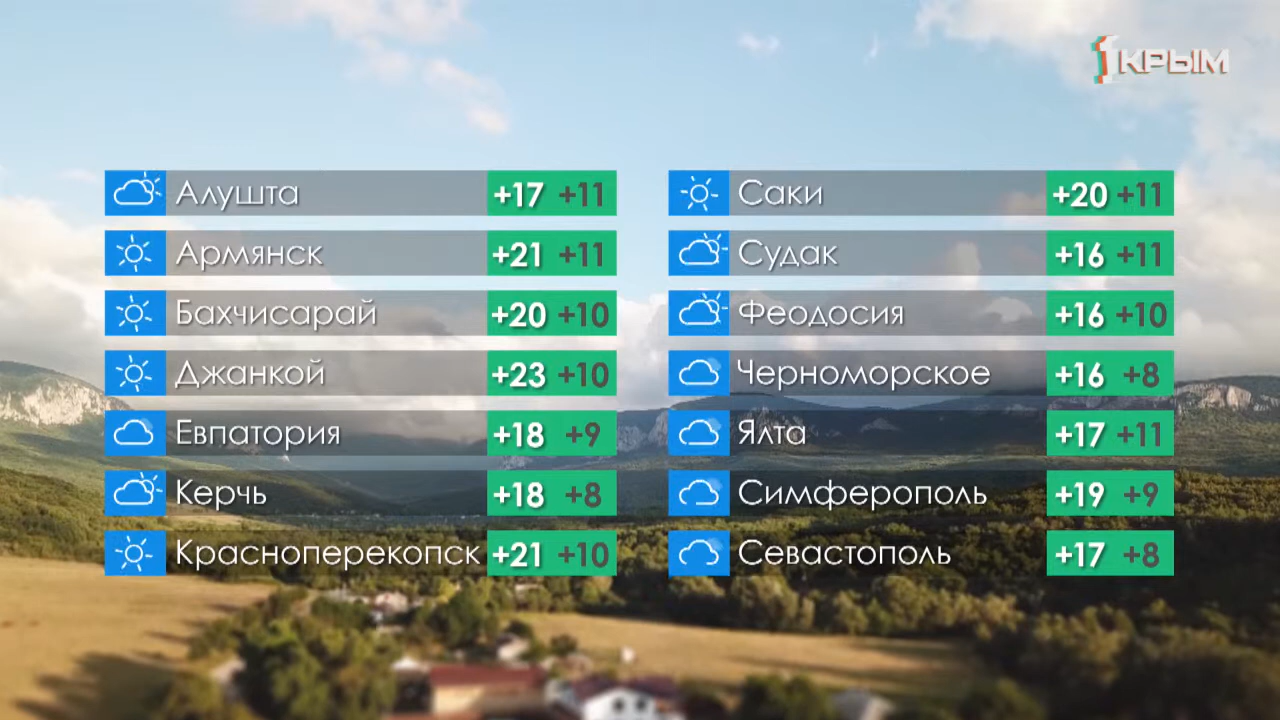 1 КРЫМ
Алушта +17 +11
Армянск +21 +11
Бахчисарай +20 +10
Джанкой +23 +10
Евпатория +18 +9
Керчь +18 +8
Красноперекопск +21 +10
Саки +20 +11
Судак +16 +11
Феодосия +16 +10
Черноморское +16 +8
Ялта +17 +11
Симферополь +19 +9
Севастополь +17 +8